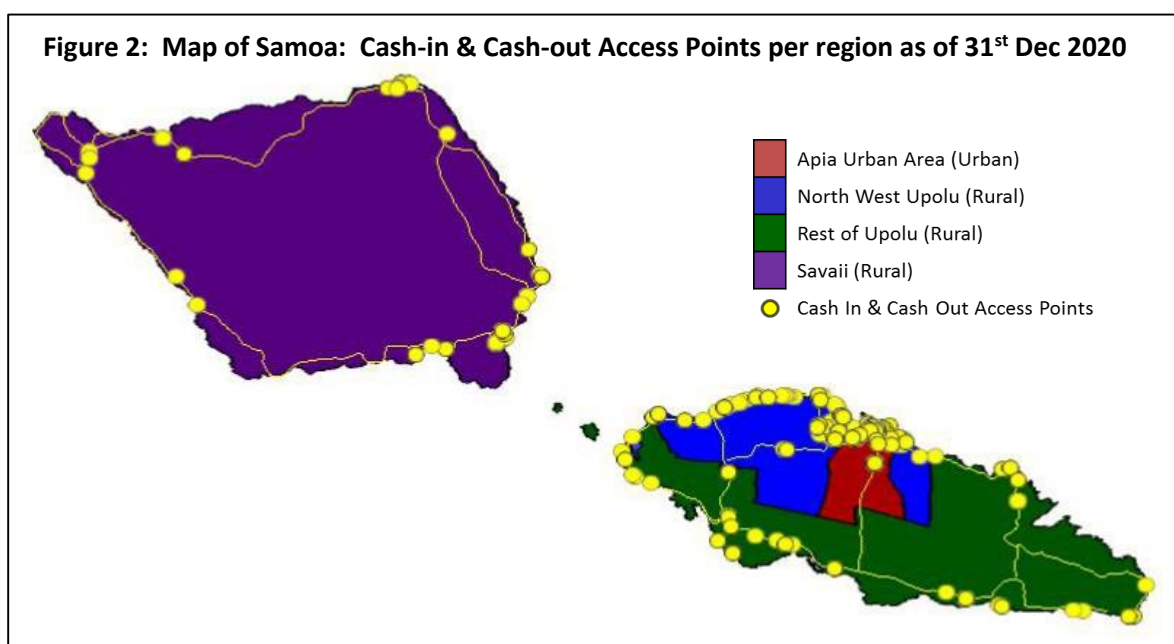 Figure 2: Map of Samoa: Cash-in & Cash-out Access Points per region as of 31st Dec 2020
Apia Urban Area (Urban)
North West Upolu (Rural)
Rest of Upolu (Rural)
Savaii (Rural)
Cash In & Cash Out Access Points